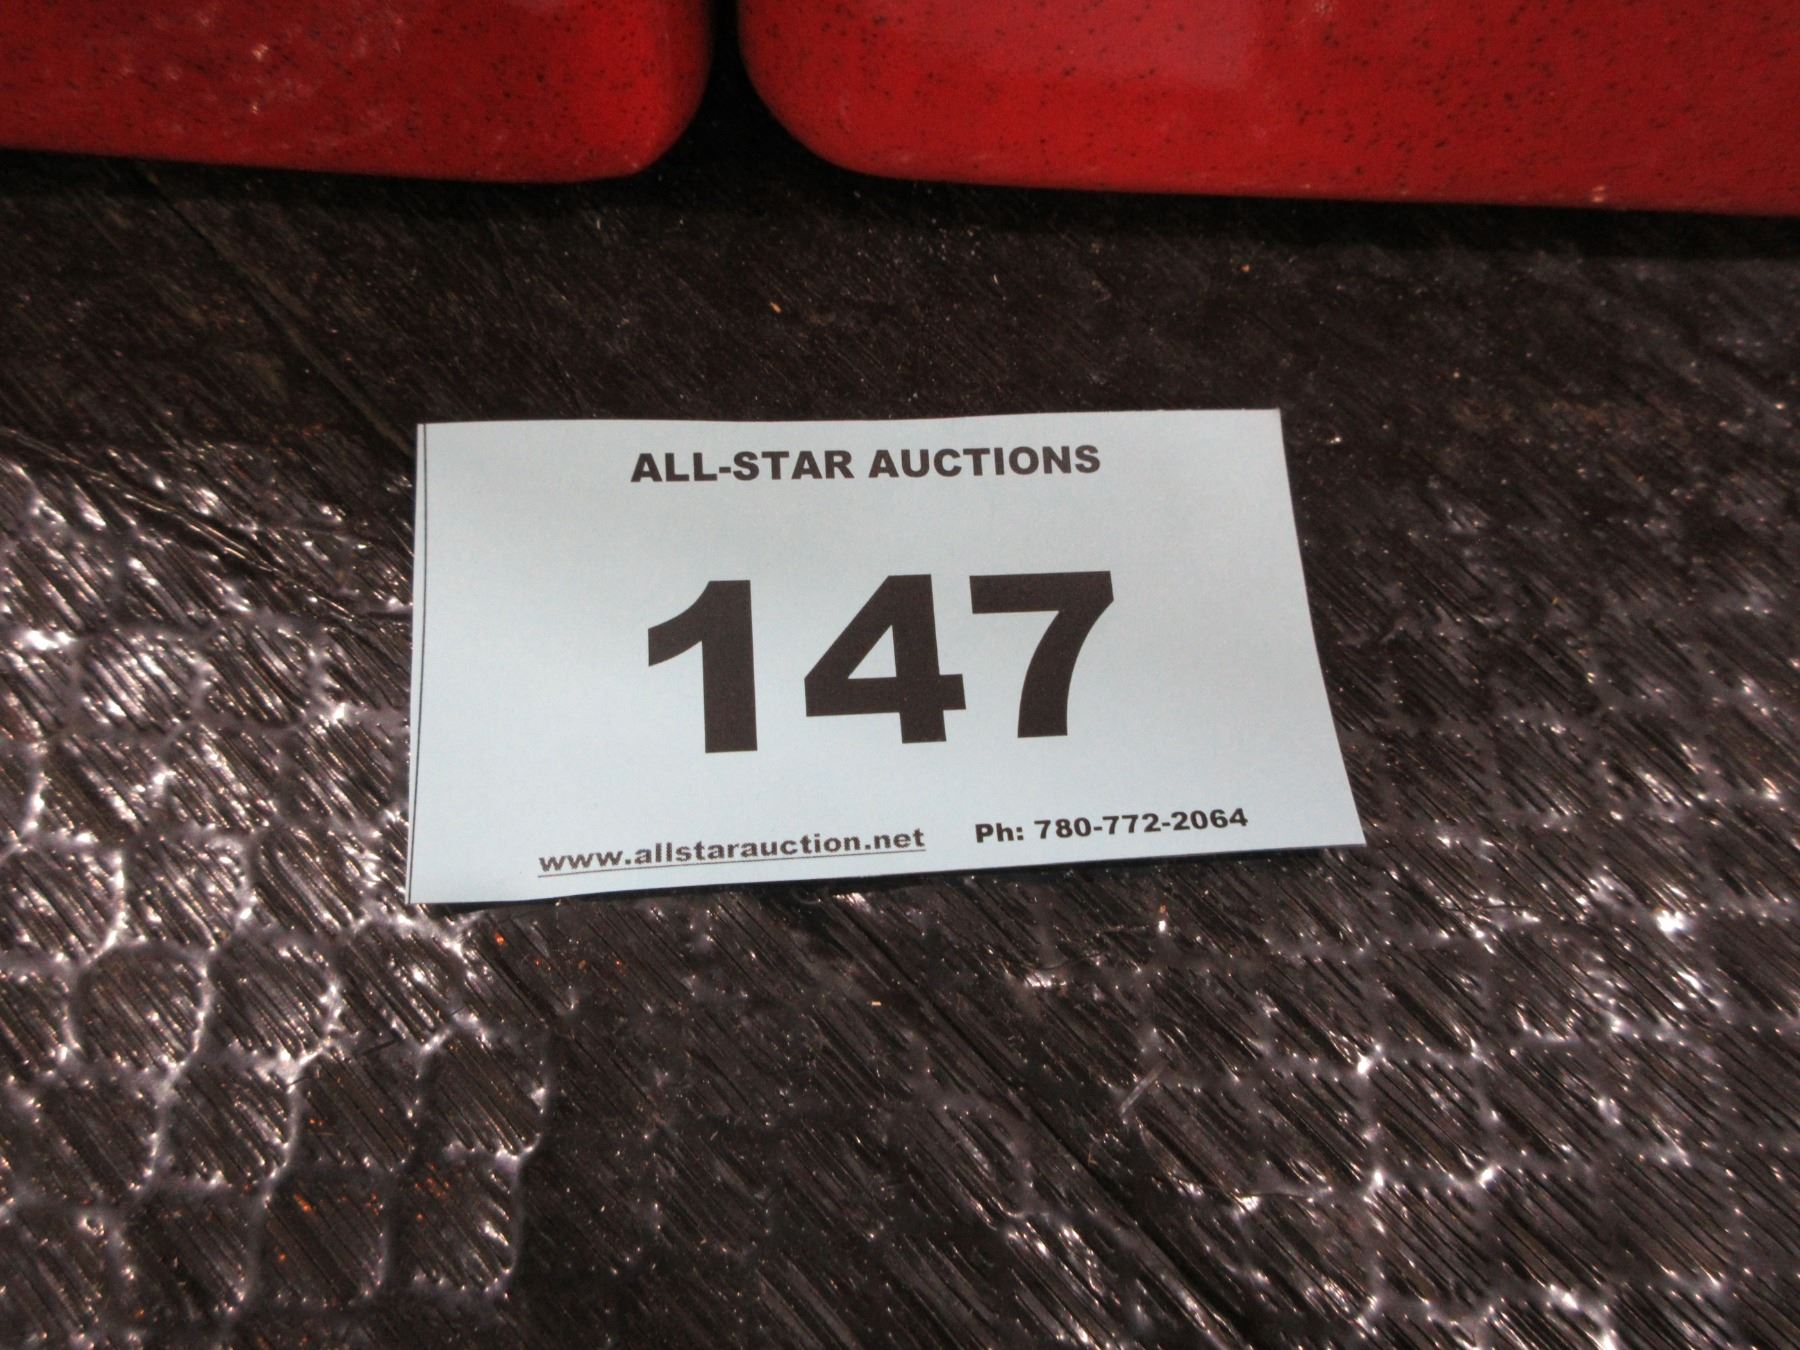 ALL-STAR AUCTIONS
147
www.allstarauction.net Ph: 780-772-2064